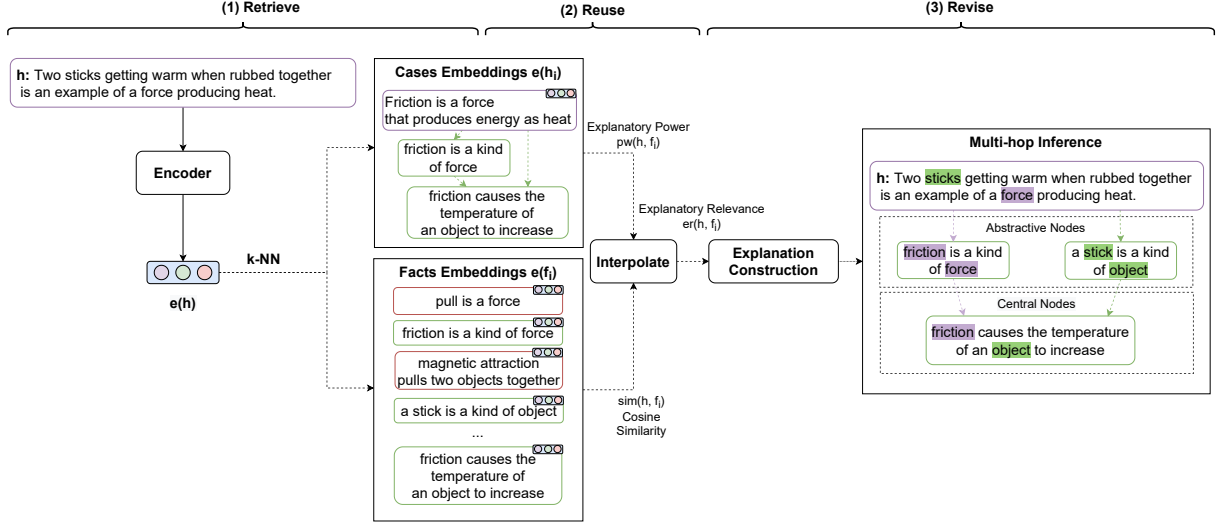 (1) Retrieve
(2) Reuse
(3) Revise
h: Two sticks getting warm when rubbed together
is an example of a force producing heat.
Encoder
e(h)
k-NN
Cases Embeddings e(hi)
Friction is a force
that produces energy as heat
friction is a kind
of force
friction causes the
temperature of
an object to increase
Facts Embeddings e(fi)
pull is a force
friction is a kind of force
magnetic attraction
pulls two objects together
a stick is a kind of object
...
friction causes the
temperature of
an object to increase
Explanatory Power
pw(h, fi)
sim(h, fi)
Cosine
Similarity
Interpolate
Explanatory Relevance
er(h, fi)
Explanation
Construction
Multi-hop Inference
h: Two sticks getting warm when rubbed together
is an example of a force producing heat.
Abstractive Nodes
friction is a kind
of force
a stick is a kind
of object
Central Nodes
friction causes the temperature
of an object to increase